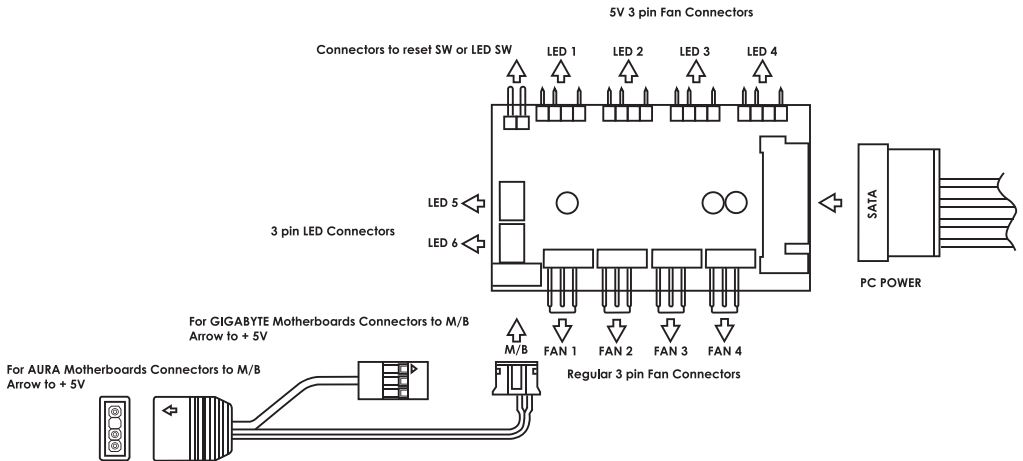 5V 3 pin Fan Connectors
Connectors to reset SW or LED SW
LED 1
LED 2
LED 3
LED 4
LED 5
3 pin LED Connectors
LED 6
SATA
PC POWER
For GIGABYTE Motherboards Connectors to M/B
Arrow to + 5V
M/B
FAN 1
FAN 2
FAN 3
FAN 4
Regular 3 pin Fan Connectors
For AURA Motherboards Connectors to M/B
Arrow to + 5V